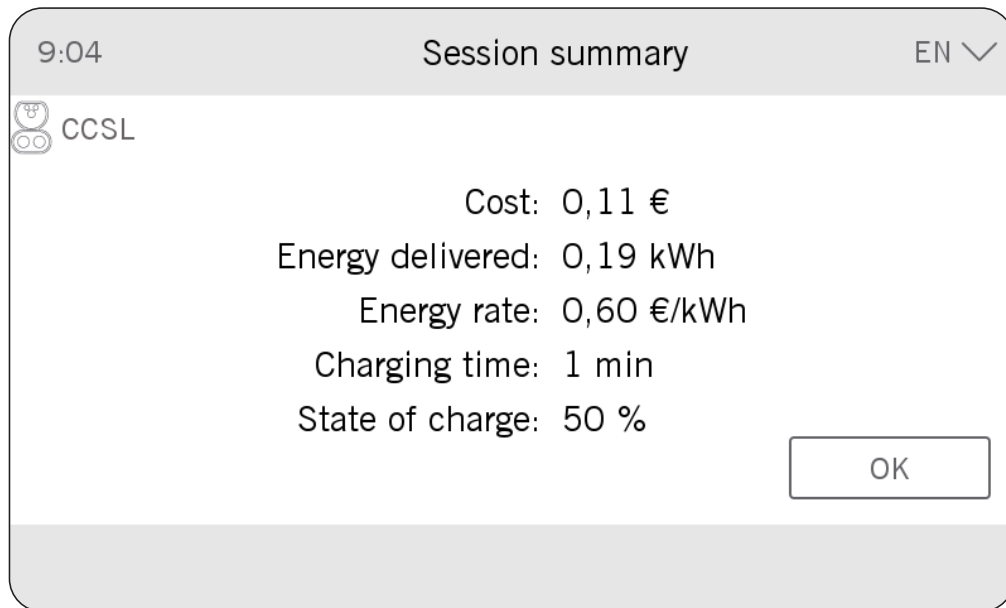 9:04 Session summary EN
CCSL
Cost: 0,11 €
Energy delivered: 0,19 kWh
Energy rate: 0,60 €/kWh
Charging time: 1 min
State of charge: 50 %
OK